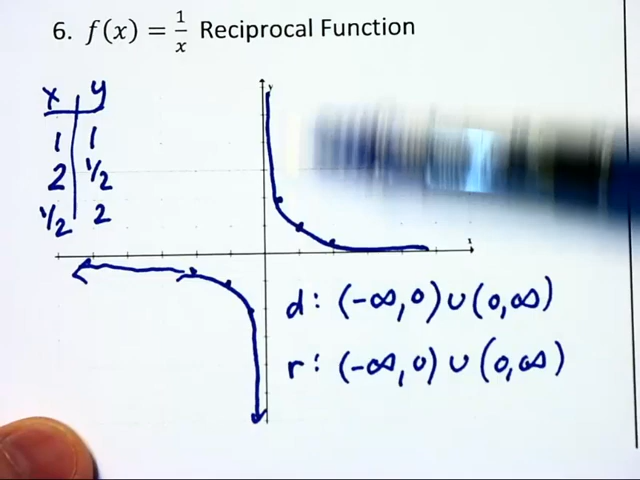 6. f(x) = 1/x Reciprocal Function
x y
1 1
2 1/2
1/2 2
y
x
d: (-∞,0) ∪ (0,∞)
r: (-∞,0) ∪ (0,∞)